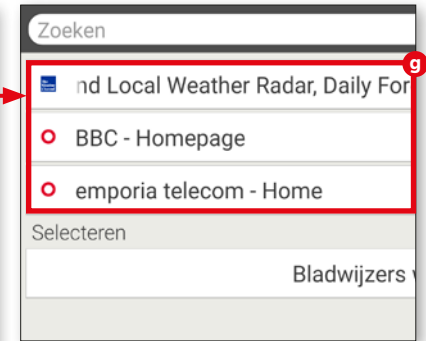 Zoeken
g
nd Local Weather Radar, Daily For
BBC - Homepage
emporia telecom - Home
Selecteren
Bladwijzers